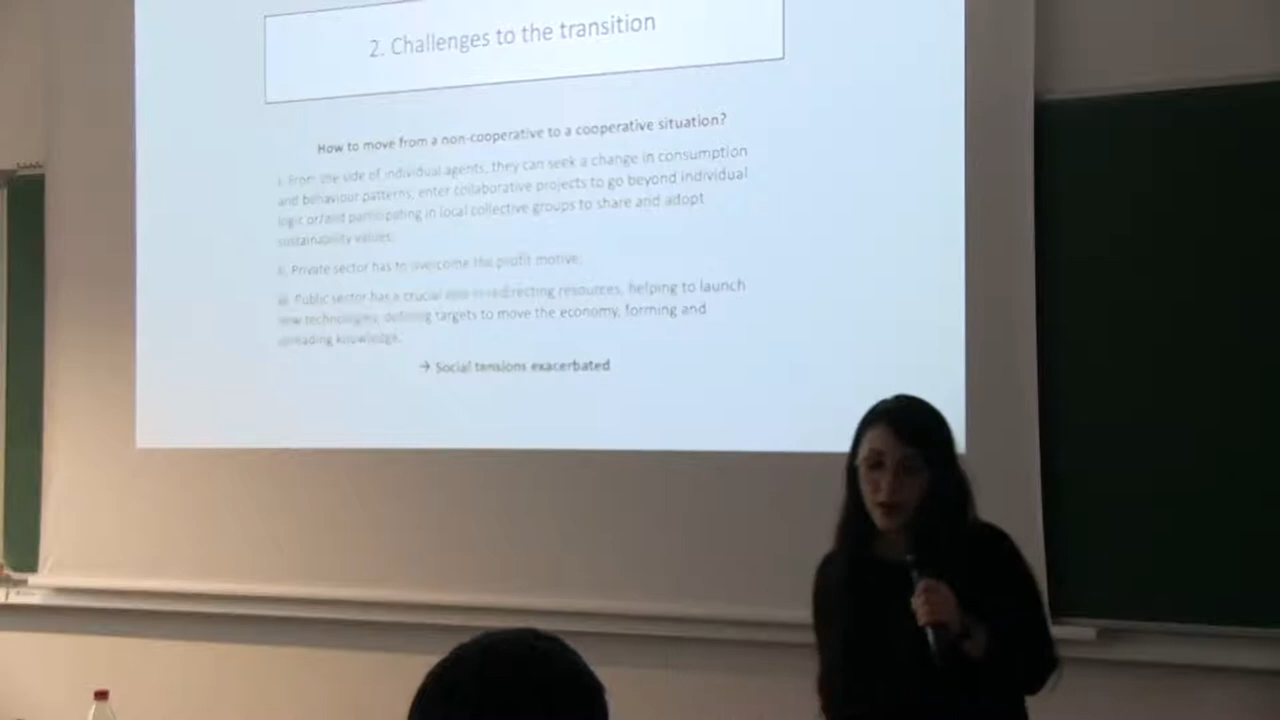 2. Challenges to the transition
How to move from a non-cooperative to a cooperative situation?
i. From the side of individual agents, they can seek a change in consumption
and behaviour patterns, enter collaborative projects to go beyond individual
logic or/and participating in local collective groups to share and adopt
sustainability values.
ii. Private sector has to overcome the profit motive.
iii. Public sector has a crucial role in redirecting resources, helping to launch
new technologies, defining targets to move the economy, forming and
spreading knowledge.
→ Social tensions exacerbated